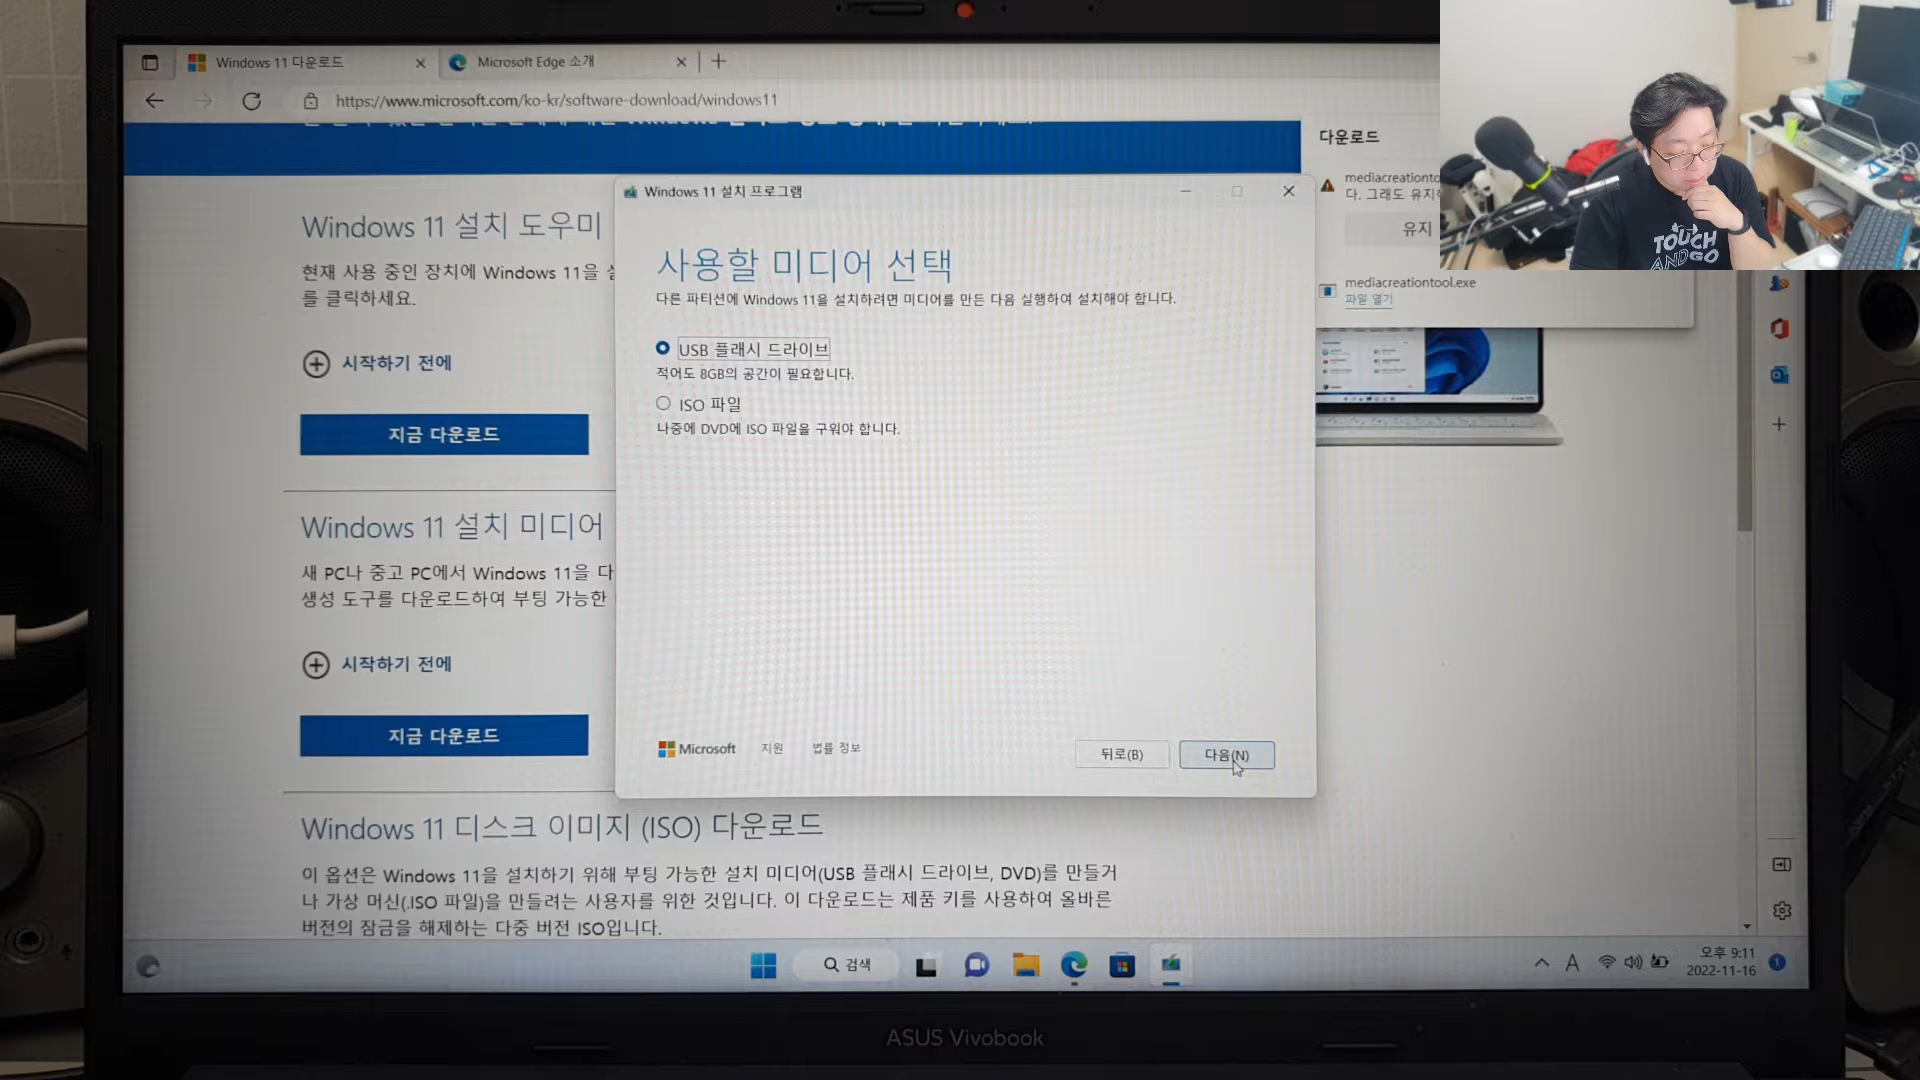 Windows 11 다운로드
Microsoft Edge 소개
https://www.microsoft.com/ko-kr/software-download/windows11
다운로드
mediacreationto
다. 그래도 유지
유지
mediacreationtool.exe
파일 열기
TOUCH
ANDGO
Windows 11 설치 도우미
현재 사용 중인 장치에 Windows 11을
를 클릭하세요.
시작하기 전에
지금 다운로드
Windows 11 설치 미디어
새 PC나 중고 PC에서 Windows 11을 다
생성 도구를 다운로드하여 부팅 가능한
시작하기 전에
지금 다운로드
Windows 11 설치 프로그램
사용할 미디어 선택
다른 파티션에 Windows 11을 설치하려면 미디어를 만든 다음 실행하여 설치해야 합니다.
USB 플래시 드라이브
적어도 8GB의 공간이 필요합니다.
ISO 파일
나중에 DVD에 ISO 파일을 구워야 합니다.
Microsoft 지원 법률 정보
뒤로(B) 다음(N)
Windows 11 디스크 이미지 (ISO) 다운로드
이 옵션은 Windows 11을 설치하기 위해 부팅 가능한 설치 미디어(USB 플래시 드라이브, DVD)를 만들거
나 가상 머신(.ISO 파일)을 만들려는 사용자를 위한 것입니다. 이 다운로드는 제품 키를 사용하여 올바른
버전의 잠금을 해제하는 다중 버전 ISO입니다.
검색
A
오후 9:11
2022-11-16
1
ASUS Vivobook